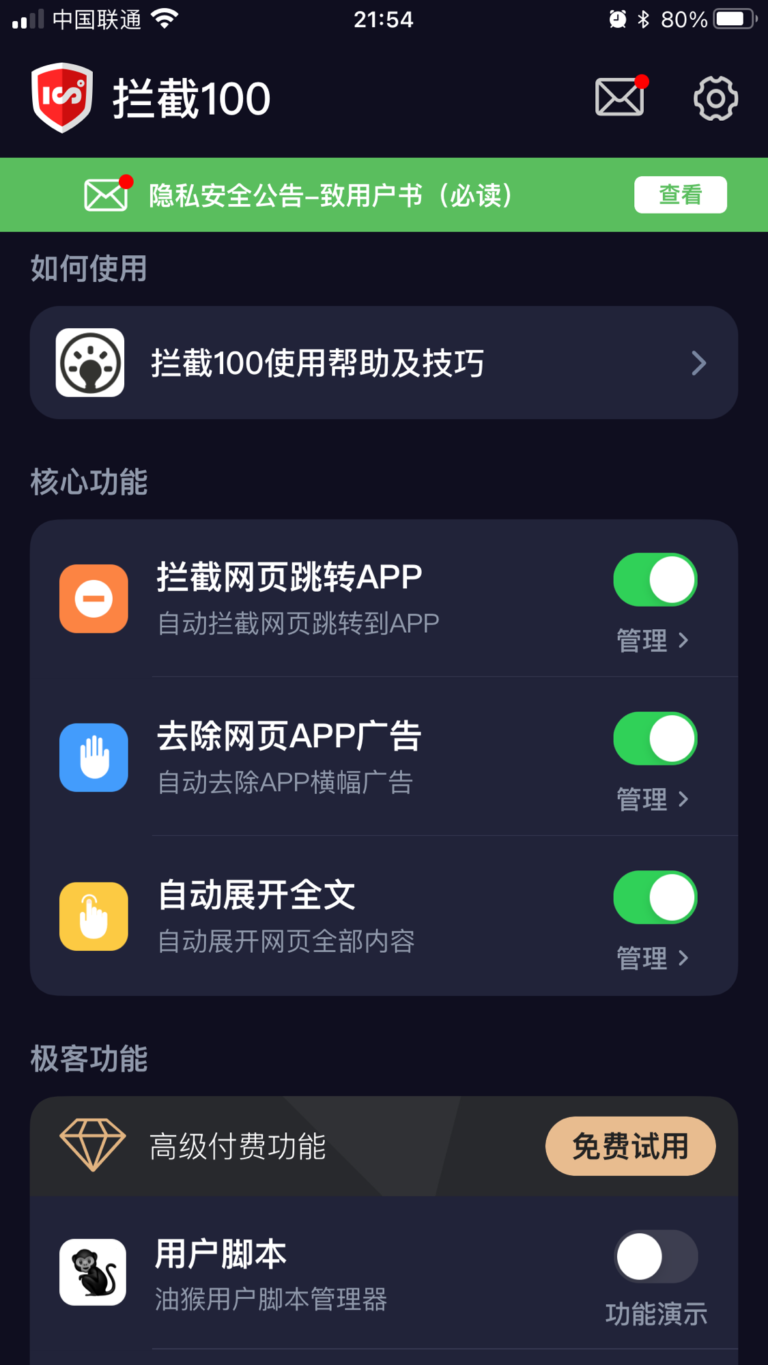 中国联通 21:54 80%
拦截100
隐私安全公告-致用户书（必读） 查看
如何使用
拦截100使用帮助及技巧
核心功能
拦截网页跳转APP
自动拦截网页跳转到APP
管理
去除网页APP广告
自动去除APP横幅广告
管理
自动展开全文
自动展开网页全部内容
管理
极客功能
高级付费功能 免费试用
用户脚本
油猴用户脚本管理器
功能演示